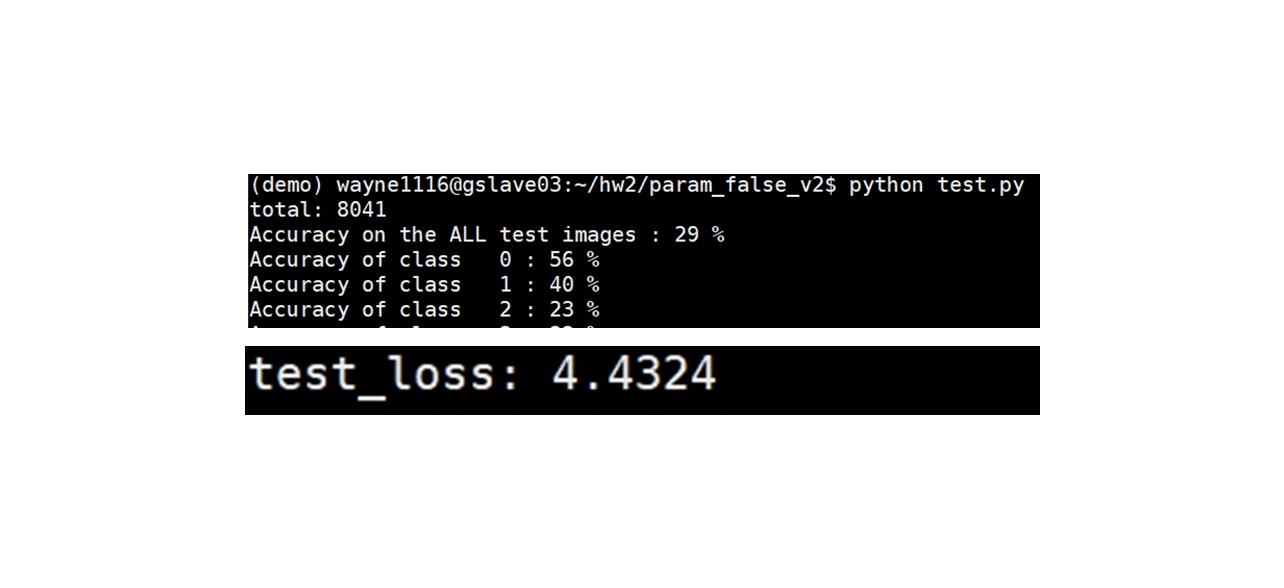 (demo) wayne1116@gslave03:~/hw2/param_false_v2$ python test.py
total: 8041
Accuracy on the ALL test images : 29 %
Accuracy of class   0 : 56 %
Accuracy of class   1 : 40 %
Accuracy of class   2 : 23 %
test_loss: 4.4324